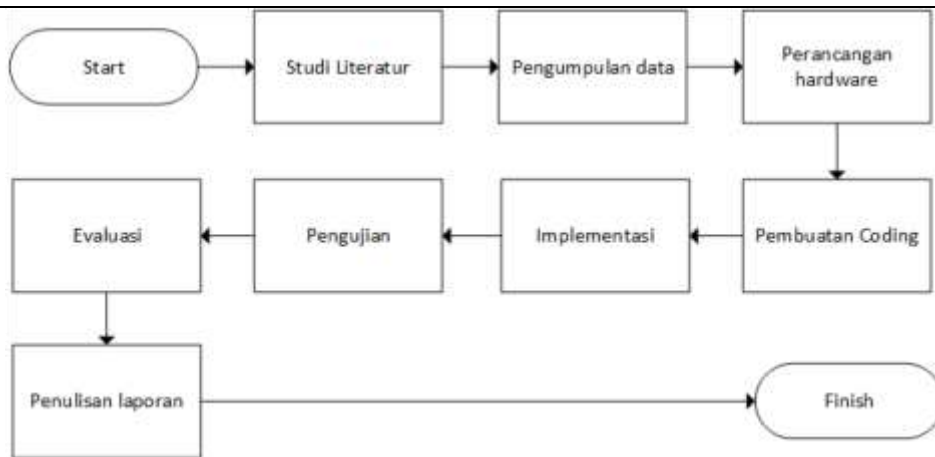 Start
Studi Literatur
Pengumpulan data
Perancangan
hardware
Pembuatan Coding
Implementasi
Pengujian
Evaluasi
Penulisan laporan
Finish